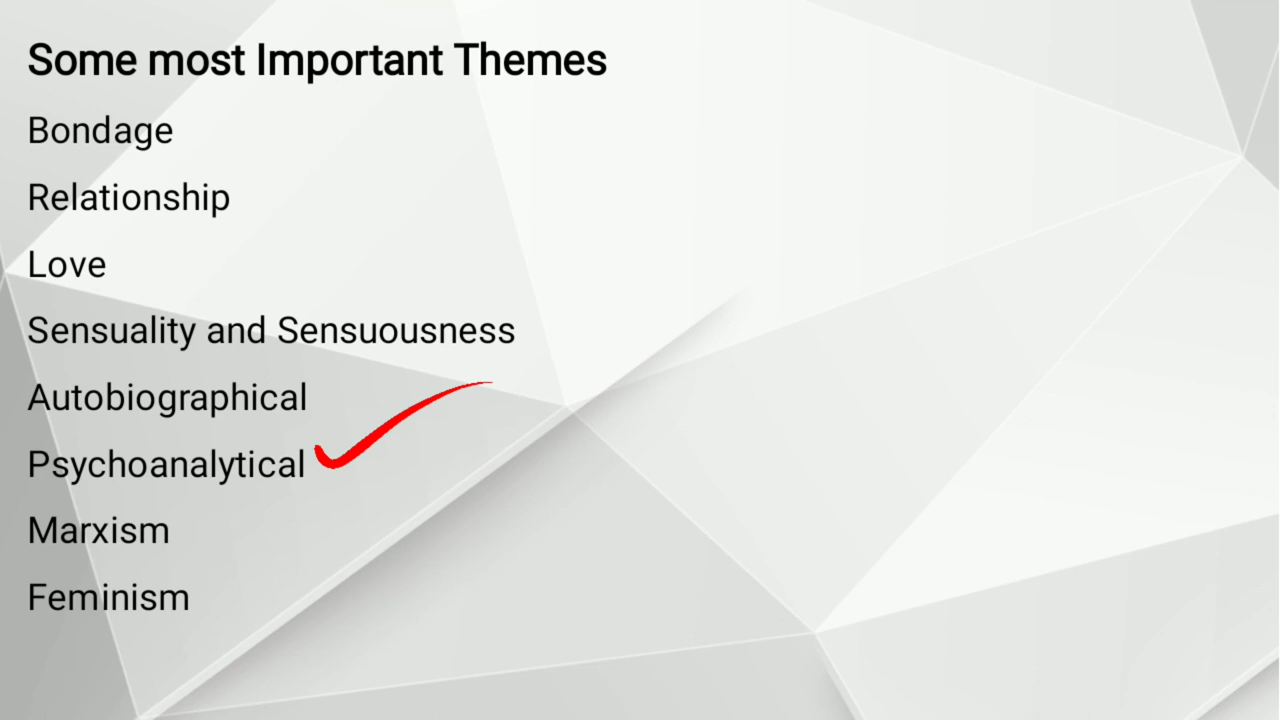 Some most Important Themes
Bondage
Relationship
Love
Sensuality and Sensuousness
Autobiographical
Psychoanalytical
Marxism
Feminism